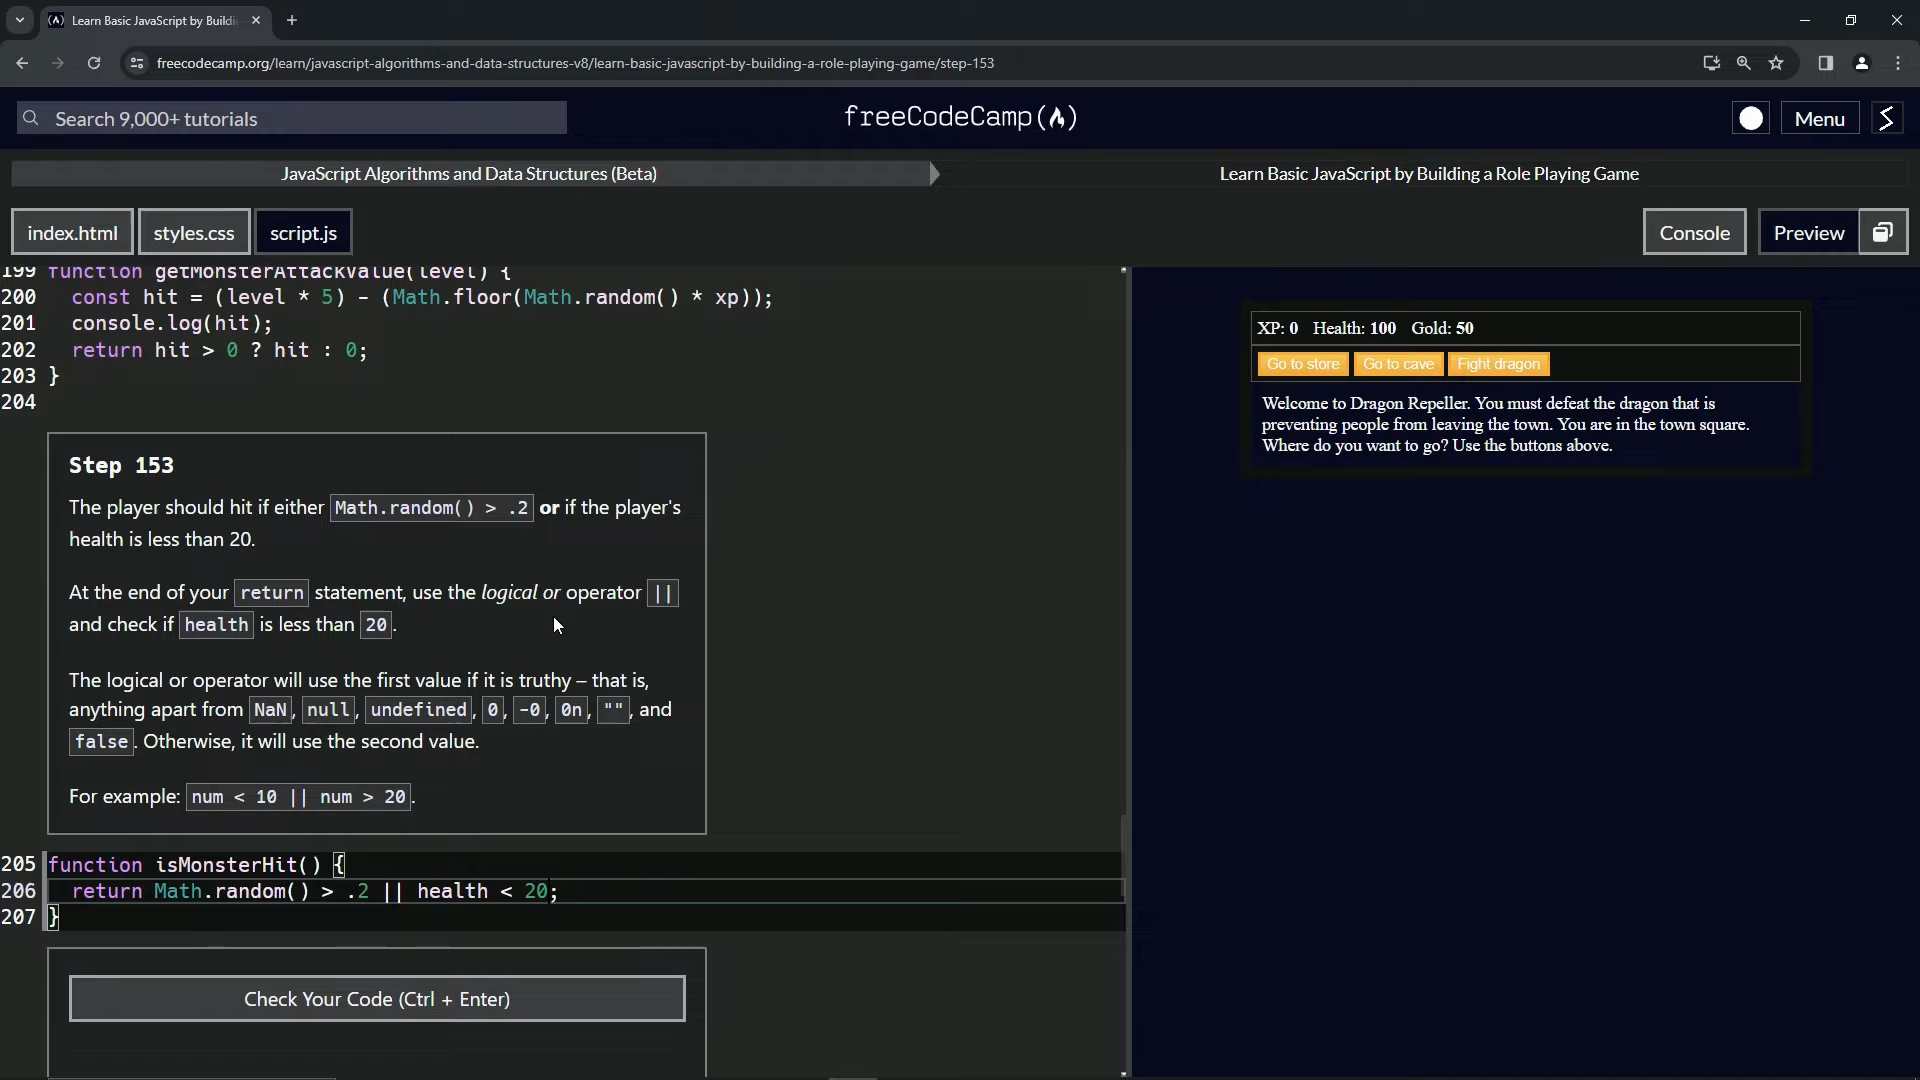 Learn Basic JavaScript by Buildi
freecodecamp.org/learn/javascript-algorithms-and-data-structures-v8/learn-basic-javascript-by-building-a-role-playing-game/step-153
Search 9,000+ tutorials
freeCodeCamp(🔥)
Menu
JavaScript Algorithms and Data Structures (Beta)
Learn Basic JavaScript by Building a Role Playing Game
index.html
styles.css
script.js
Console
Preview
199 function getMonsterAttackValue(level) {
200 const hit = (level * 5) - (Math.floor(Math.random() * xp));
201 console.log(hit);
202 return hit > 0 ? hit : 0;
203 }
204
Step 153
The player should hit if either Math.random() > .2 or if the player's
health is less than 20.
At the end of your return statement, use the logical or operator ||
and check if health is less than 20.
The logical or operator will use the first value if it is truthy – that is,
anything apart from NaN, null, undefined, 0, -0, 0n, "", and
false. Otherwise, it will use the second value.
For example: num < 10 || num > 20.
205 function isMonsterHit() {
206 return Math.random() > .2 || health < 20;
207 }
Check Your Code (Ctrl + Enter)
XP: 0 Health: 100 Gold: 50
Go to store
Go to cave
Fight dragon
Welcome to Dragon Repeller. You must defeat the dragon that is
preventing people from leaving the town. You are in the town square.
Where do you want to go? Use the buttons above.